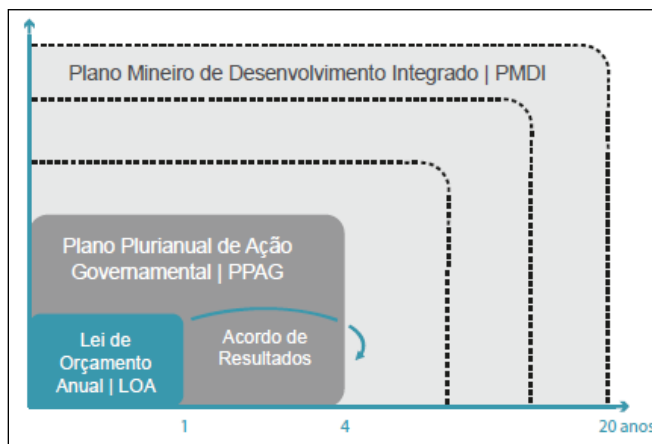 Plano Mineiro de Desenvolvimento Integrado | PMDI
Plano Plurianual de Ação
Governamental | PPAG
Lei de
Orçamento
Anual | LOA
Acordo de
Resultados
1
4
20 anos